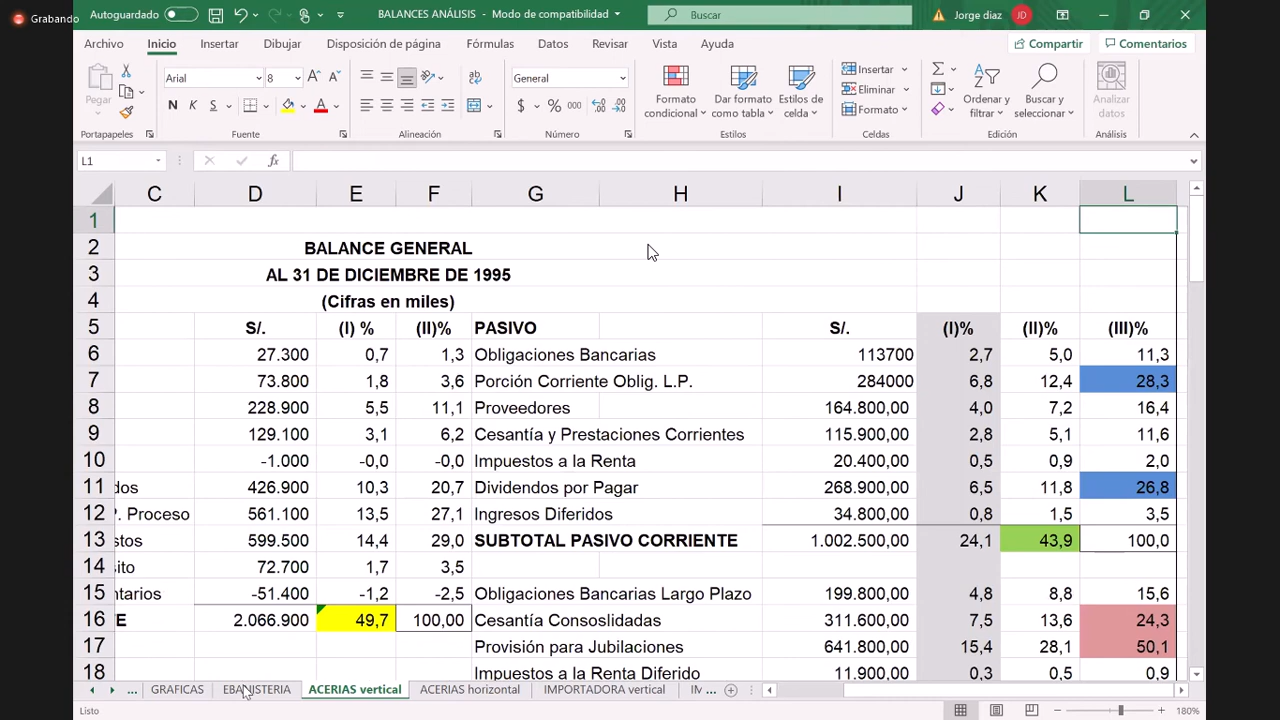 Grabando
Autoguardado
BALANCES ANÁLISIS - Modo de compatibilidad
Buscar
Jorge diaz
JD
Archivo Inicio Insertar Dibujar Disposición de página Fórmulas Datos Revisar Vista Ayuda
Compartir Comentarios
Pegar
Arial 8
N K S
General
$ % 000
Formato condicional
Dar formato como tabla
Estilos de celda
Insertar
Eliminar
Formato
Ordenar y filtrar
Buscar y seleccionar
Analizar datos
Portapapeles Fuente Alineación Número Estilos Celdas Edición Análisis
L1 fx
C D E F G H I J K L
1
2 BALANCE GENERAL
3 AL 31 DE DICIEMBRE DE 1995
4 (Cifras en miles)
5 S/. (I) % (II)% PASIVO S/. (I)% (II)% (III)%
6 27.300 0,7 1,3 Obligaciones Bancarias 113700 2,7 5,0 11,3
7 73.800 1,8 3,6 Porción Corriente Oblig. L.P. 284000 6,8 12,4 28,3
8 228.900 5,5 11,1 Proveedores 164.800,00 4,0 7,2 16,4
9 129.100 3,1 6,2 Cesantía y Prestaciones Corrientes 115.900,00 2,8 5,1 11,6
10 -1.000 -0,0 -0,0 Impuestos a la Renta 20.400,00 0,5 0,9 2,0
11 dos 426.900 10,3 20,7 Dividendos por Pagar 268.900,00 6,5 11,8 26,8
12 P. Proceso 561.100 13,5 27,1 Ingresos Diferidos 34.800,00 0,8 1,5 3,5
13 stos 599.500 14,4 29,0 SUBTOTAL PASIVO CORRIENTE 1.002.500,00 24,1 43,9 100,0
14 sito 72.700 1,7 3,5
15 ntarios -51.400 -1,2 -2,5 Obligaciones Bancarias Largo Plazo 199.800,00 4,8 8,8 15,6
16 E 2.066.900 49,7 100,00 Cesantía Consoslidadas 311.600,00 7,5 13,6 24,3
17 Provisión para Jubilaciones 641.800,00 15,4 28,1 50,1
18 Impuestos a la Renta Diferido 11.900,00 0,3 0,5 0,9
... GRAFICAS EBANISTERIA ACERIAS vertical ACERIAS horizontal IMPORTADORA vertical IM ...
Listo 180%